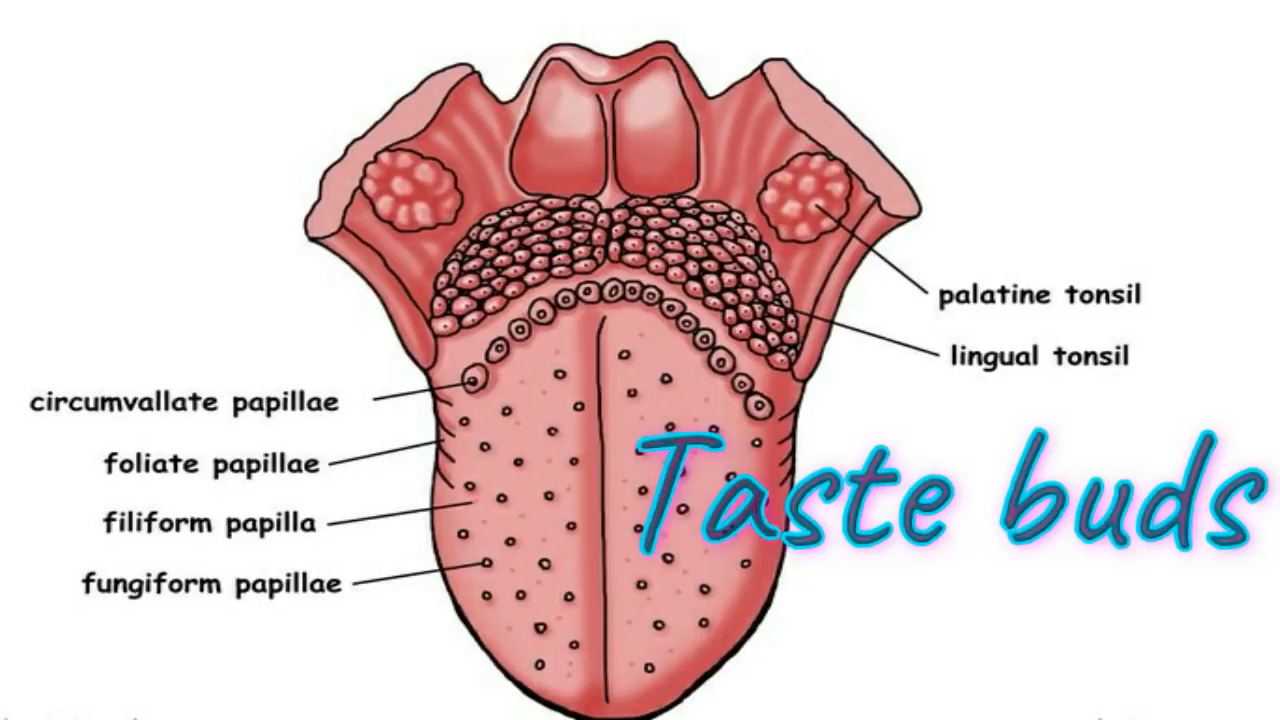 palatine tonsil
lingual tonsil
circumvallate papillae
foliate papillae
filiform papilla
fungiform papillae
Taste buds